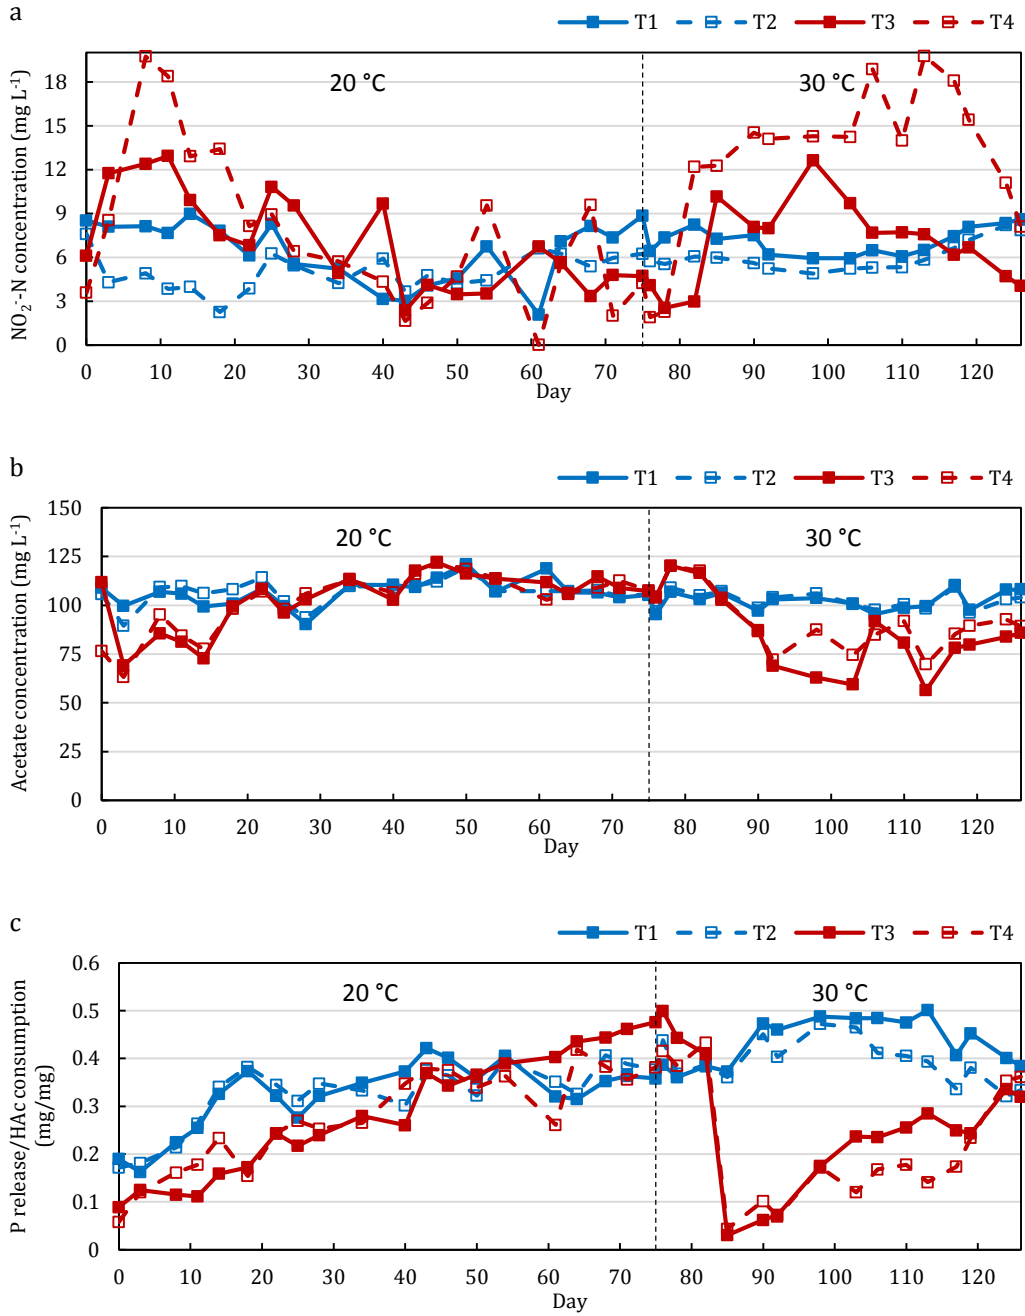 a
T1 T2 T3 T4
20 °C 30 °C
NO₂⁻-N concentration (mg L⁻¹)
18
15
12
9
6
3
0
0 10 20 30 40 50 60 70 80 90 100 110 120
Day
b
T1 T2 T3 T4
20 °C 30 °C
Acetate concentration (mg L⁻¹)
150
125
100
75
50
25
0
0 10 20 30 40 50 60 70 80 90 100 110 120
Day
c
T1 T2 T3 T4
20 °C 30 °C
P release/HAc consumption
(mg/mg)
0.6
0.5
0.4
0.3
0.2
0.1
0
0 10 20 30 40 50 60 70 80 90 100 110 120
Day